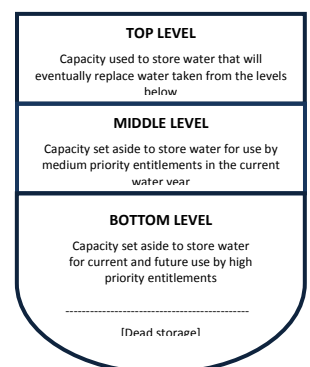 TOP LEVEL
Capacity used to store water that will
eventually replace water taken from the levels
below
MIDDLE LEVEL
Capacity set aside to store water for use by
medium priority entitlements in the current
water year
BOTTOM LEVEL
Capacity set aside to store water
for current and future use by high
priority entitlements
---------------------------------------------
[Dead storage]